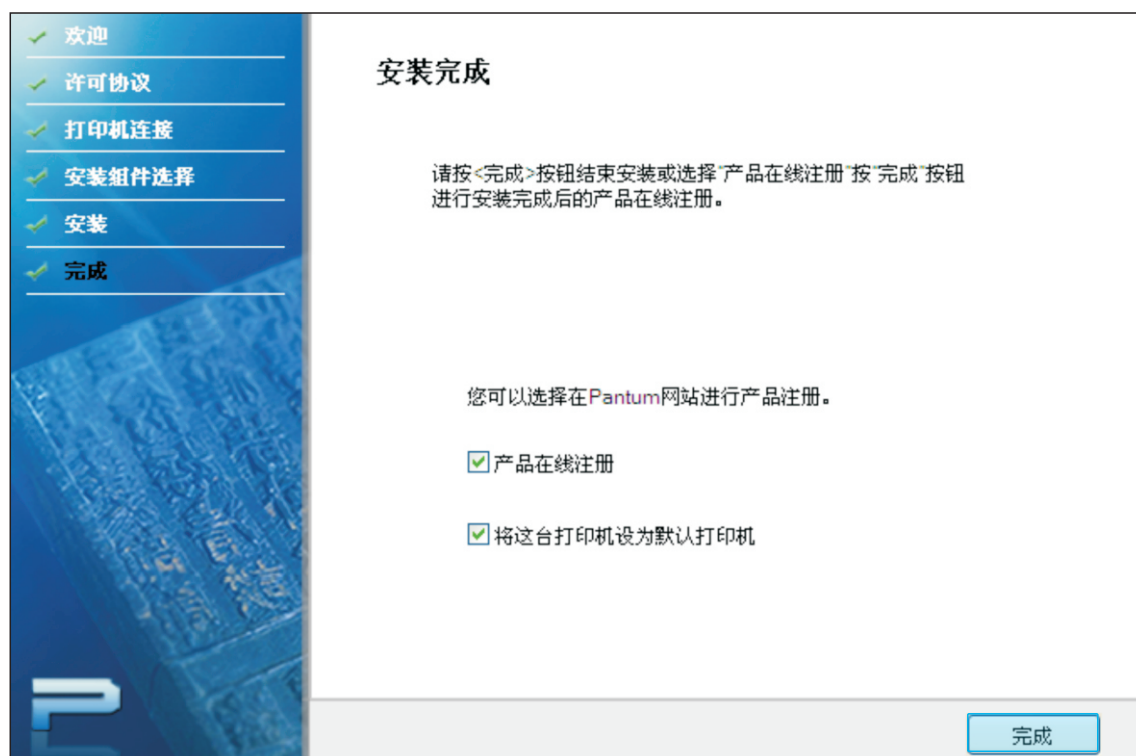 欢迎
许可协议
打印机连接
安装组件选择
安装
完成
安装完成
请按<完成>按钮结束安装或选择"产品在线注册"按"完成"按钮
进行安装完成后的产品在线注册。
您可以选择在Pantum网站进行产品注册。
产品在线注册
将这台打印机设为默认打印机
完成